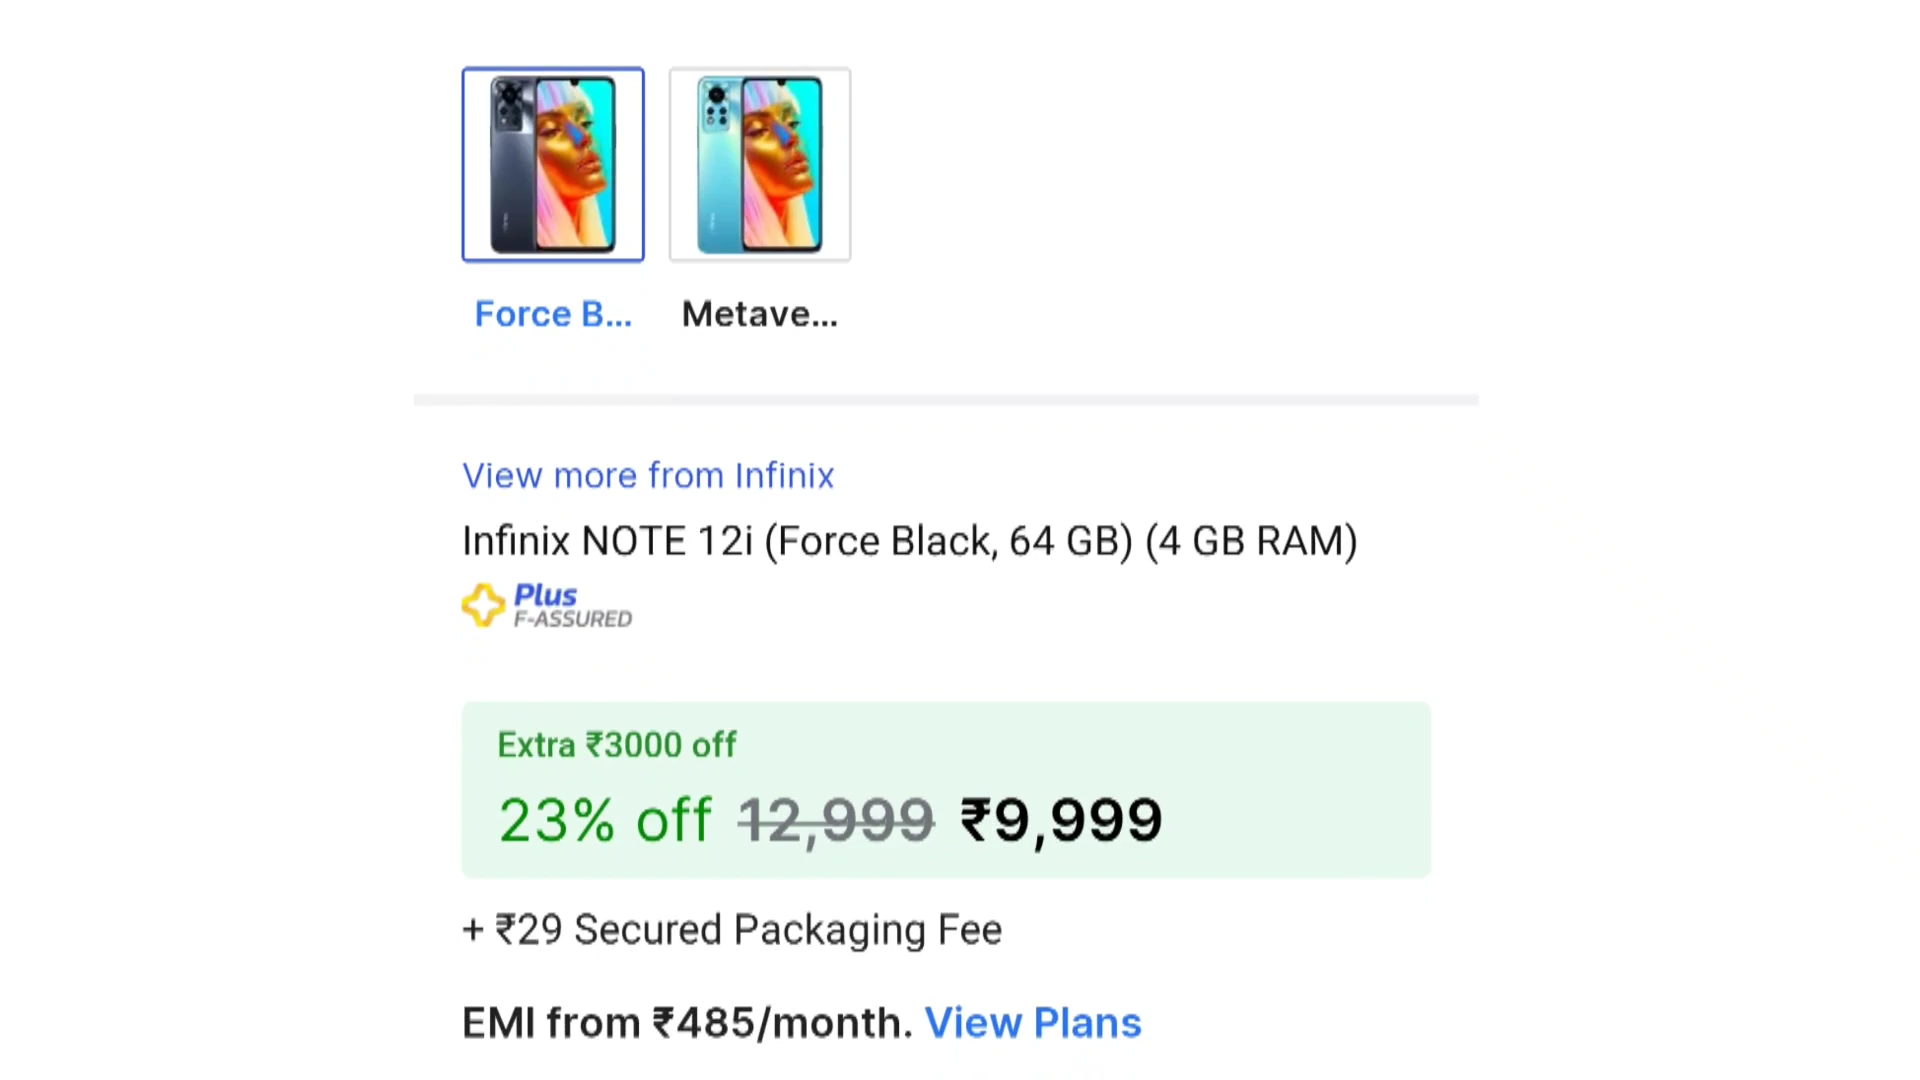 Force B... Metave...
View more from Infinix
Infinix NOTE 12i (Force Black, 64 GB) (4 GB RAM)
Plus
F-ASSURED
Extra ₹3000 off
23% off 12,999 ₹9,999
+ ₹29 Secured Packaging Fee
EMI from ₹485/month. View Plans